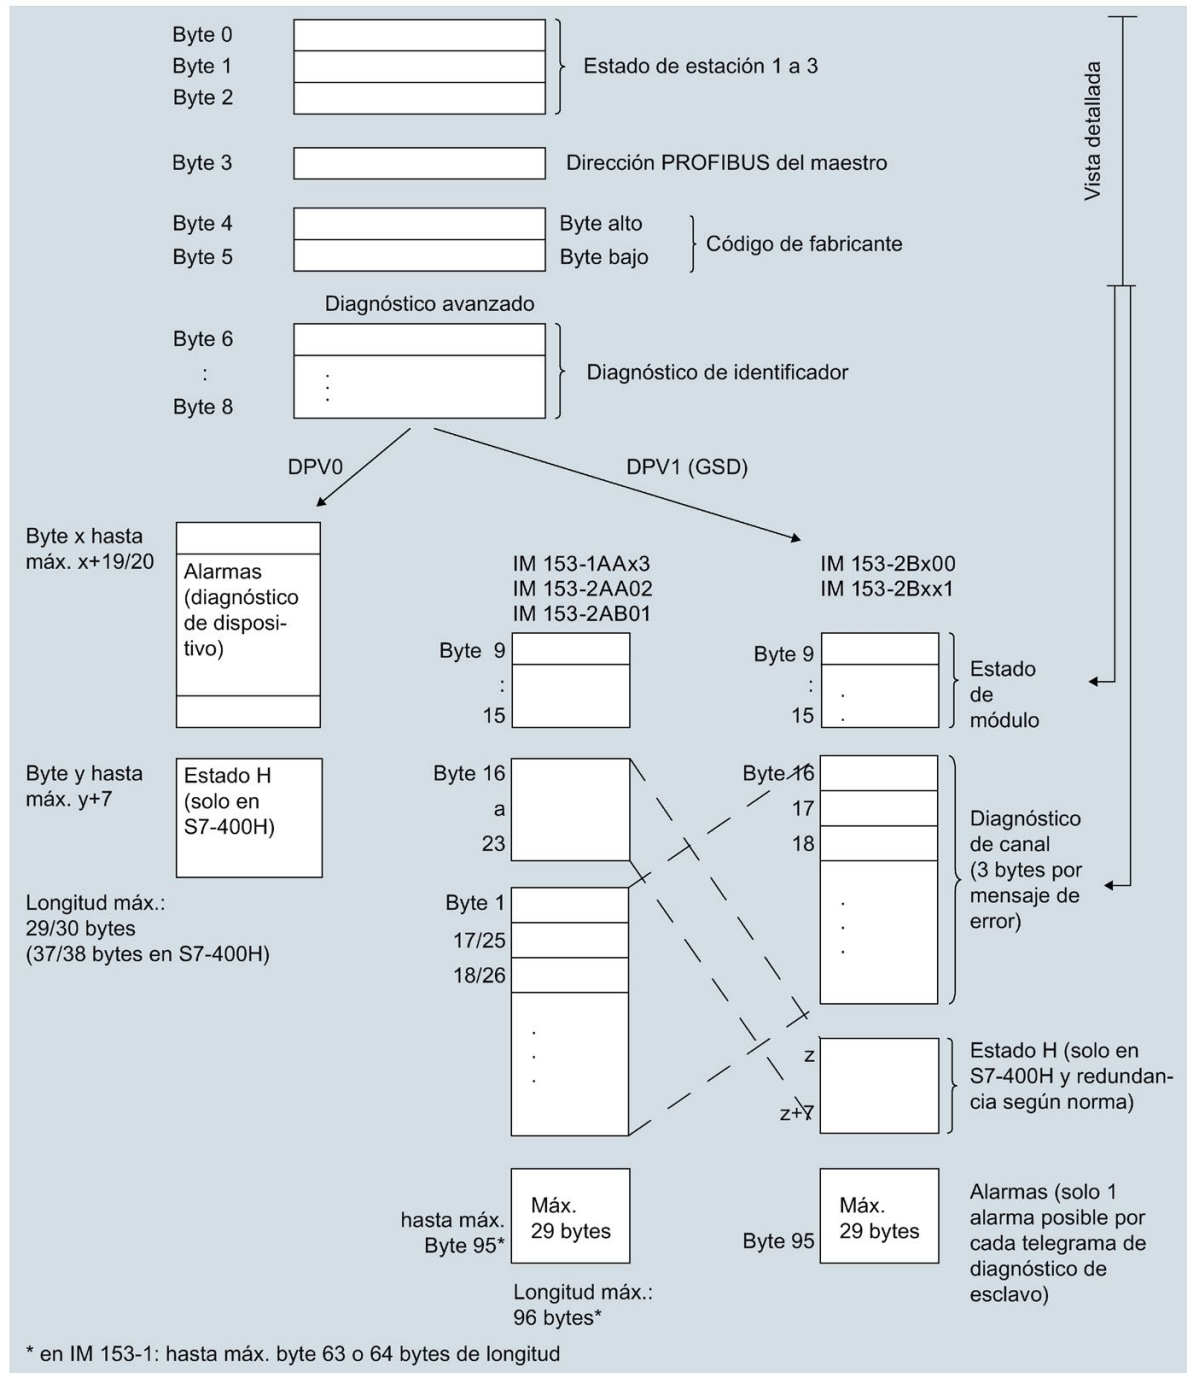 Byte 0
Byte 1
Byte 2
Estado de estación 1 a 3
Vista detallada
Byte 3
Dirección PROFIBUS del maestro
Byte 4
Byte alto
Byte 5
Byte bajo
Código de fabricante
Diagnóstico avanzado
Byte 6
:
Byte 8
Diagnóstico de identificador
DPV0
DPV1 (GSD)
Byte x hasta
máx. x+19/20
Alarmas
(diagnóstico
de disposi-
tivo)
Byte y hasta
máx. y+7
Estado H
(solo en
S7-400H)
Longitud máx.:
29/30 bytes
(37/38 bytes en S7-400H)
IM 153-1AAx3
IM 153-2AA02
IM 153-2AB01
Byte 9
:
15
Byte 16
a
23
Byte 1
17/25
18/26
hasta máx.
Byte 95*
Máx.
29 bytes
Longitud máx.:
96 bytes*
IM 153-2Bx00
IM 153-2Bxx1
Byte 9
:
15
Estado
de
módulo
Byte 16
17
18
Diagnóstico
de canal
(3 bytes por
mensaje de
error)
z
z+7
Estado H (solo en
S7-400H y redundan-
cia según norma)
Byte 95
Máx.
29 bytes
Alarmas (solo 1
alarma posible por
cada telegrama de
diagnóstico de
esclavo)
* en IM 153-1: hasta máx. byte 63 o 64 bytes de longitud